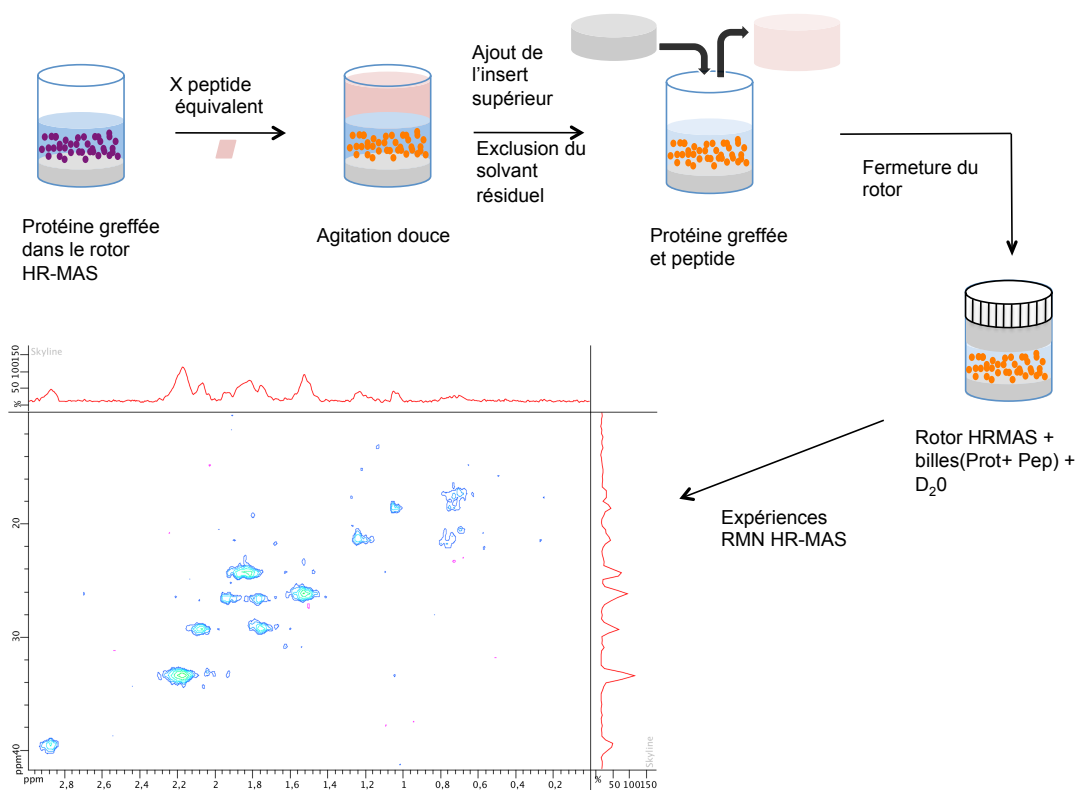 X peptide
équivalent
Ajout de
l'insert
supérieur
Exclusion du
solvant
résiduel
Fermeture du
rotor
Protéine greffée
dans le rotor
HR-MAS
Agitation douce
Protéine greffée
et peptide
Rotor HRMAS +
billes(Prot+ Pep) +
D20
Expériences
RMN HR-MAS
Skyline
% 50 100150
20
30
ppm40
ppm 2,8 2,6 2,4 2,2 2 1,8 1,6 1,4 1,2 1 0,8 0,6 0,4 0,2
% 50 100150
Skyline